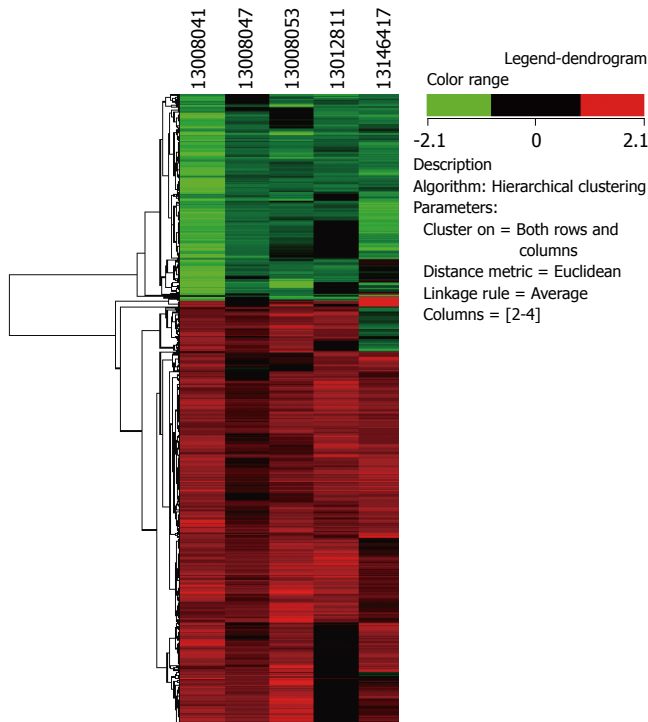 13008041
13008047
13008053
13012811
13146417
Legend-dendrogram
Color range
-2.1 0 2.1
Description
Algorithm: Hierarchical clustering
Parameters:
Cluster on = Both rows and
columns
Distance metric = Euclidean
Linkage rule = Average
Columns = [2-4]